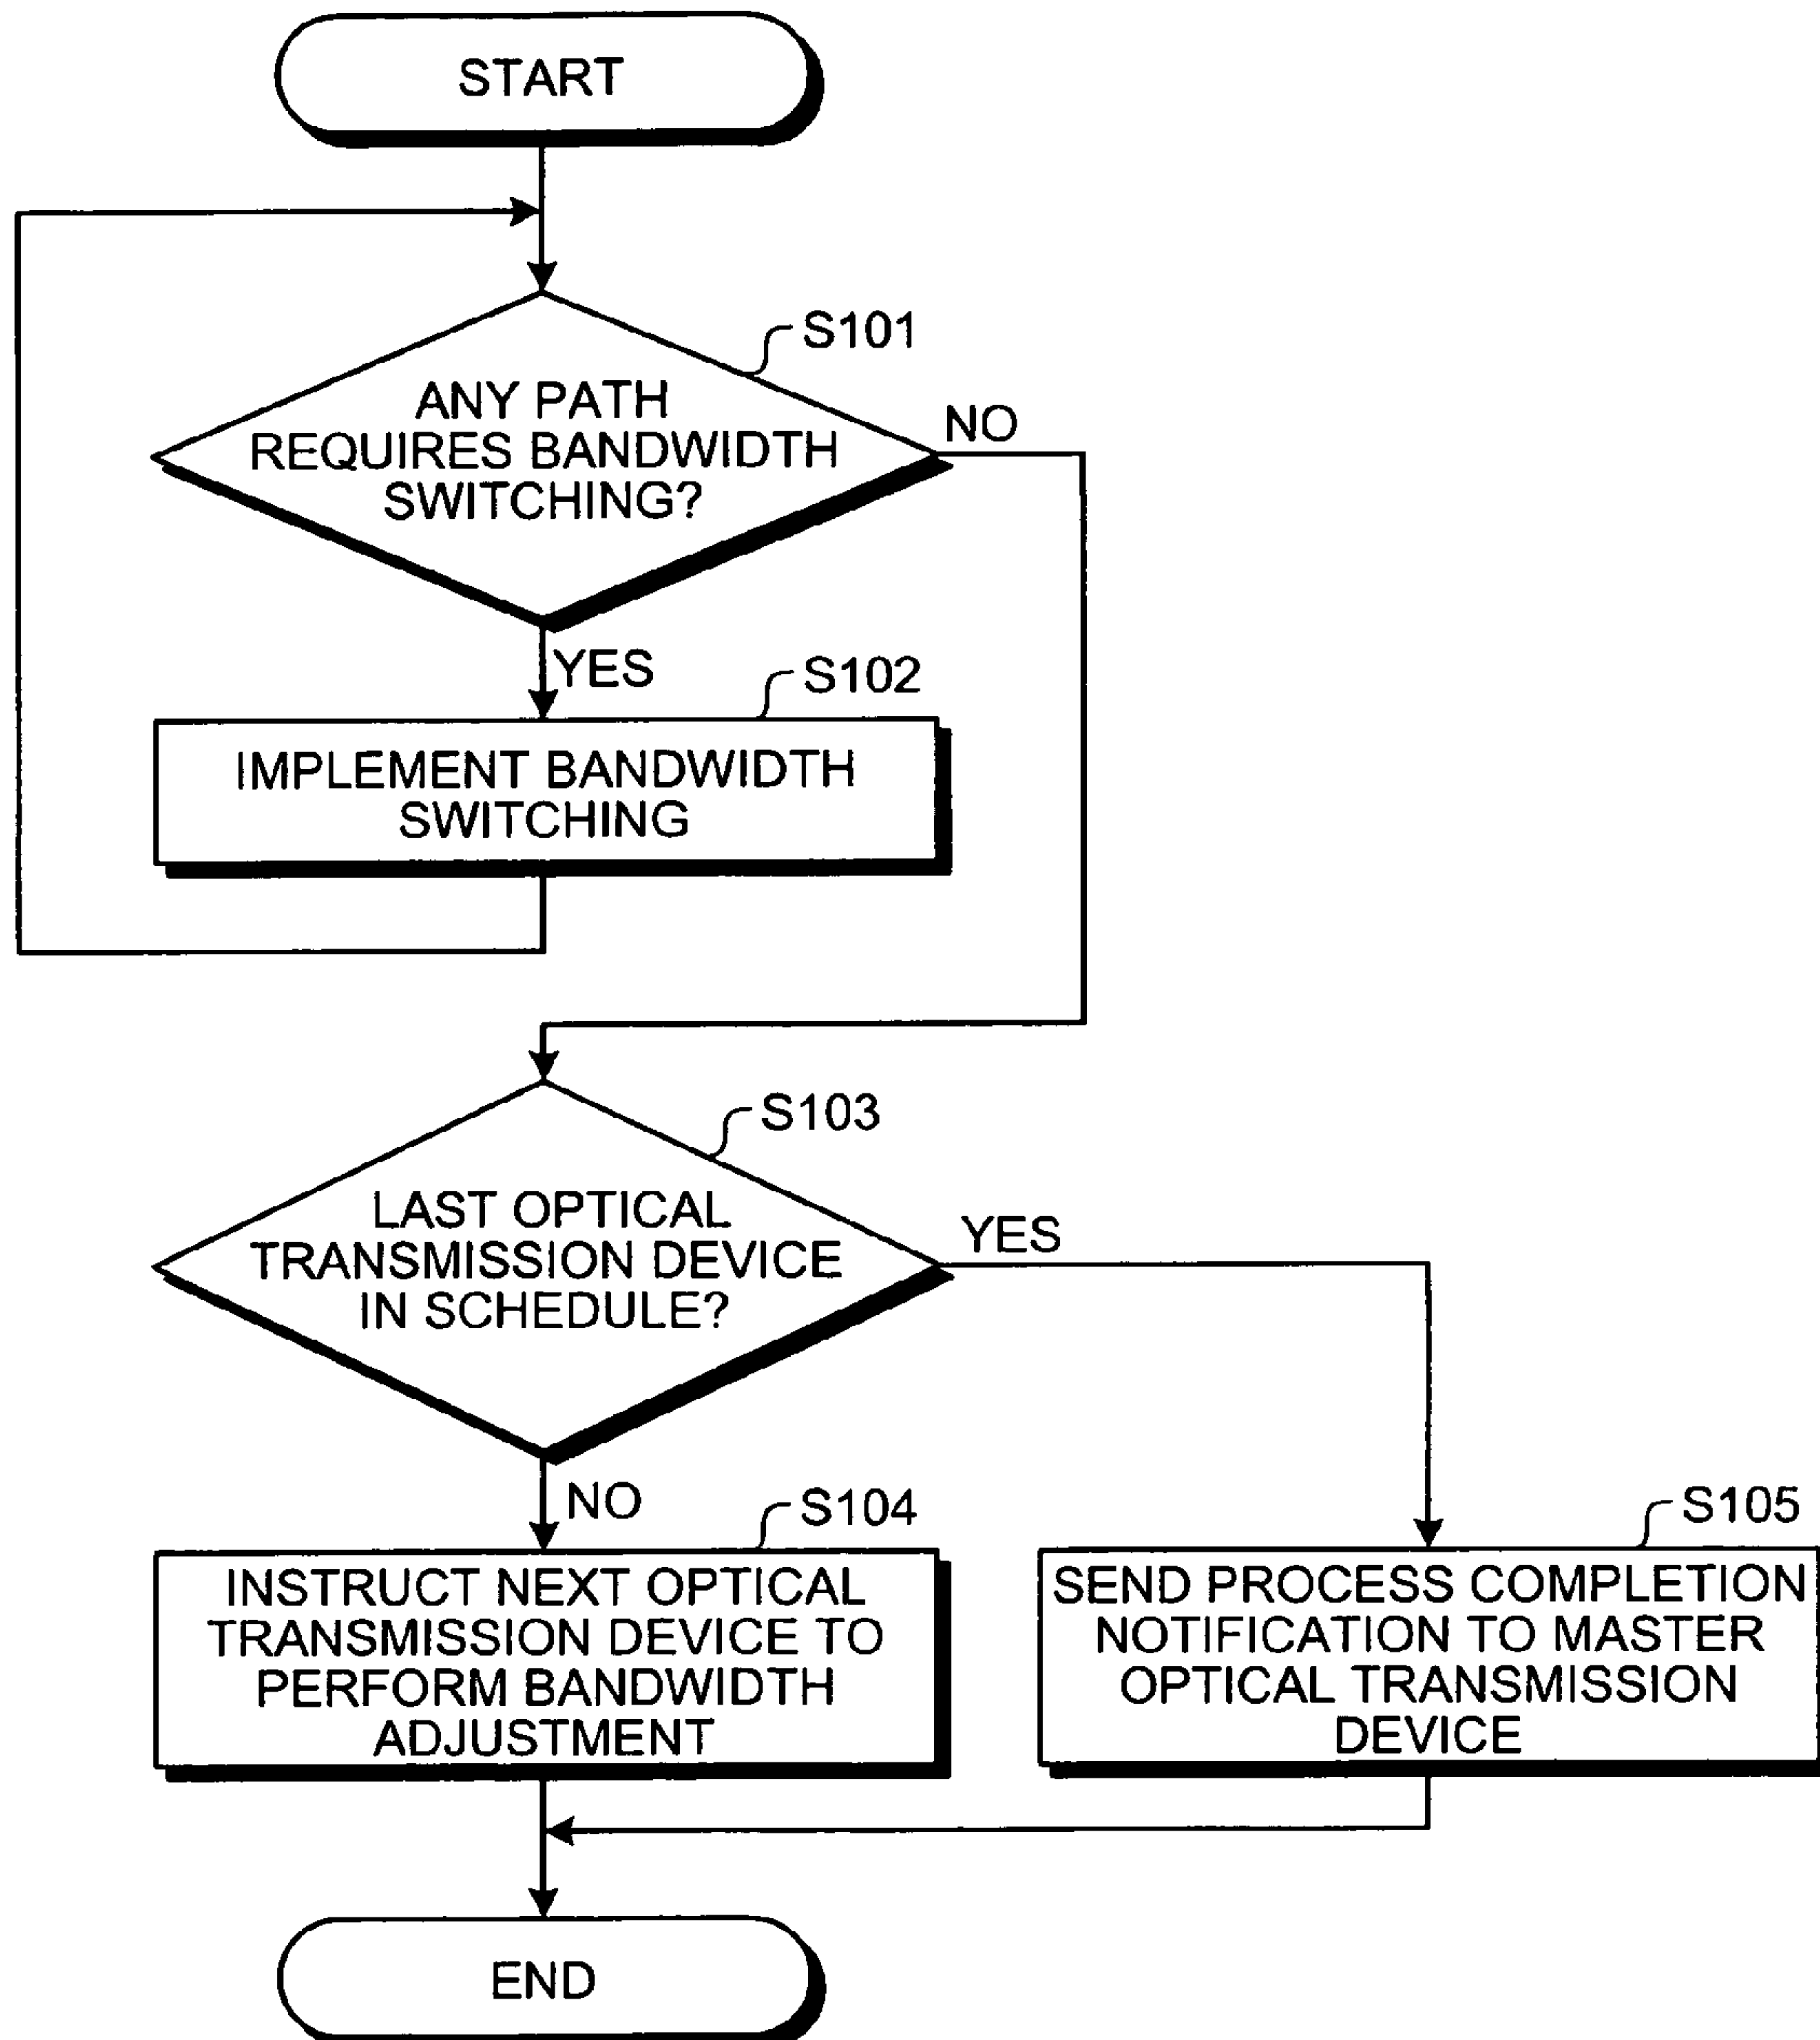 START
S101
ANY PATH
REQUIRES BANDWIDTH
SWITCHING?
NO
YES
S102
IMPLEMENT BANDWIDTH
SWITCHING
S103
LAST OPTICAL
TRANSMISSION DEVICE
IN SCHEDULE?
YES
NO
S104
INSTRUCT NEXT OPTICAL
TRANSMISSION DEVICE TO
PERFORM BANDWIDTH
ADJUSTMENT
S105
SEND PROCESS COMPLETION
NOTIFICATION TO MASTER
OPTICAL TRANSMISSION
DEVICE
END